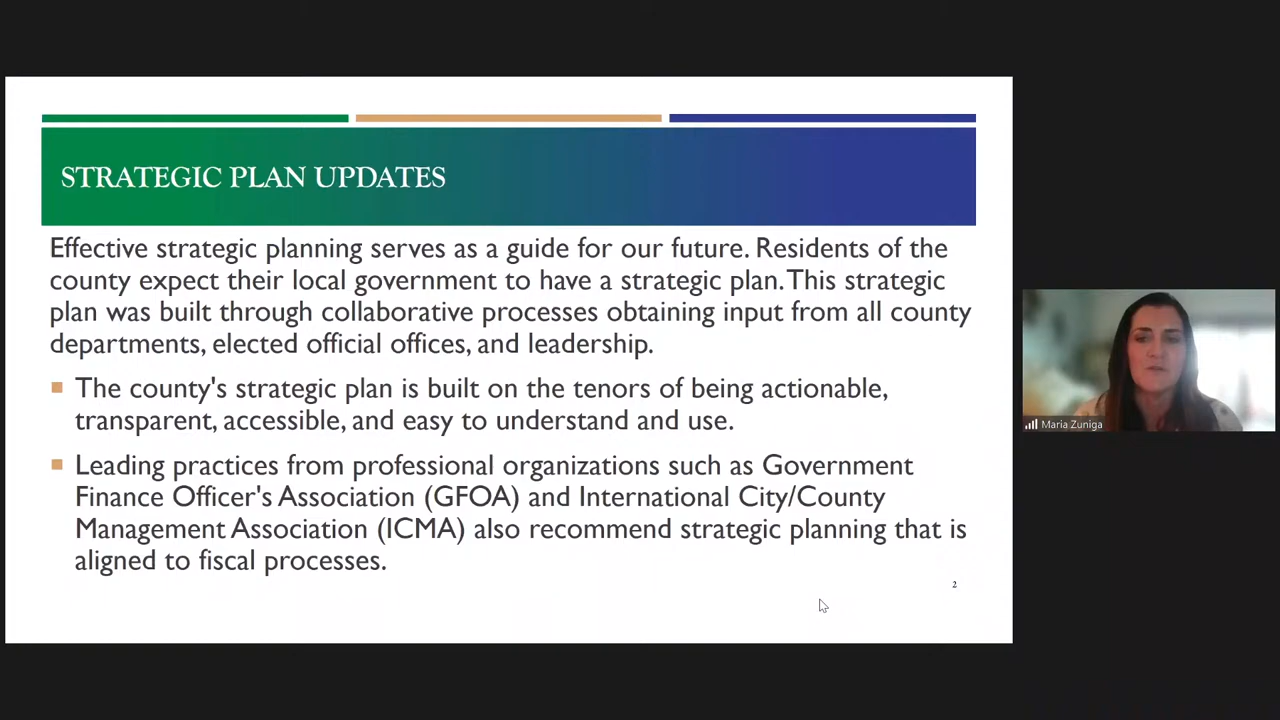 STRATEGIC PLAN UPDATES
Effective strategic planning serves as a guide for our future. Residents of the
county expect their local government to have a strategic plan. This strategic
plan was built through collaborative processes obtaining input from all county
departments, elected official offices, and leadership.
The county's strategic plan is built on the tenors of being actionable,
transparent, accessible, and easy to understand and use.
Leading practices from professional organizations such as Government
Finance Officer's Association (GFOA) and International City/County
Management Association (ICMA) also recommend strategic planning that is
aligned to fiscal processes.
2
Maria Zuniga